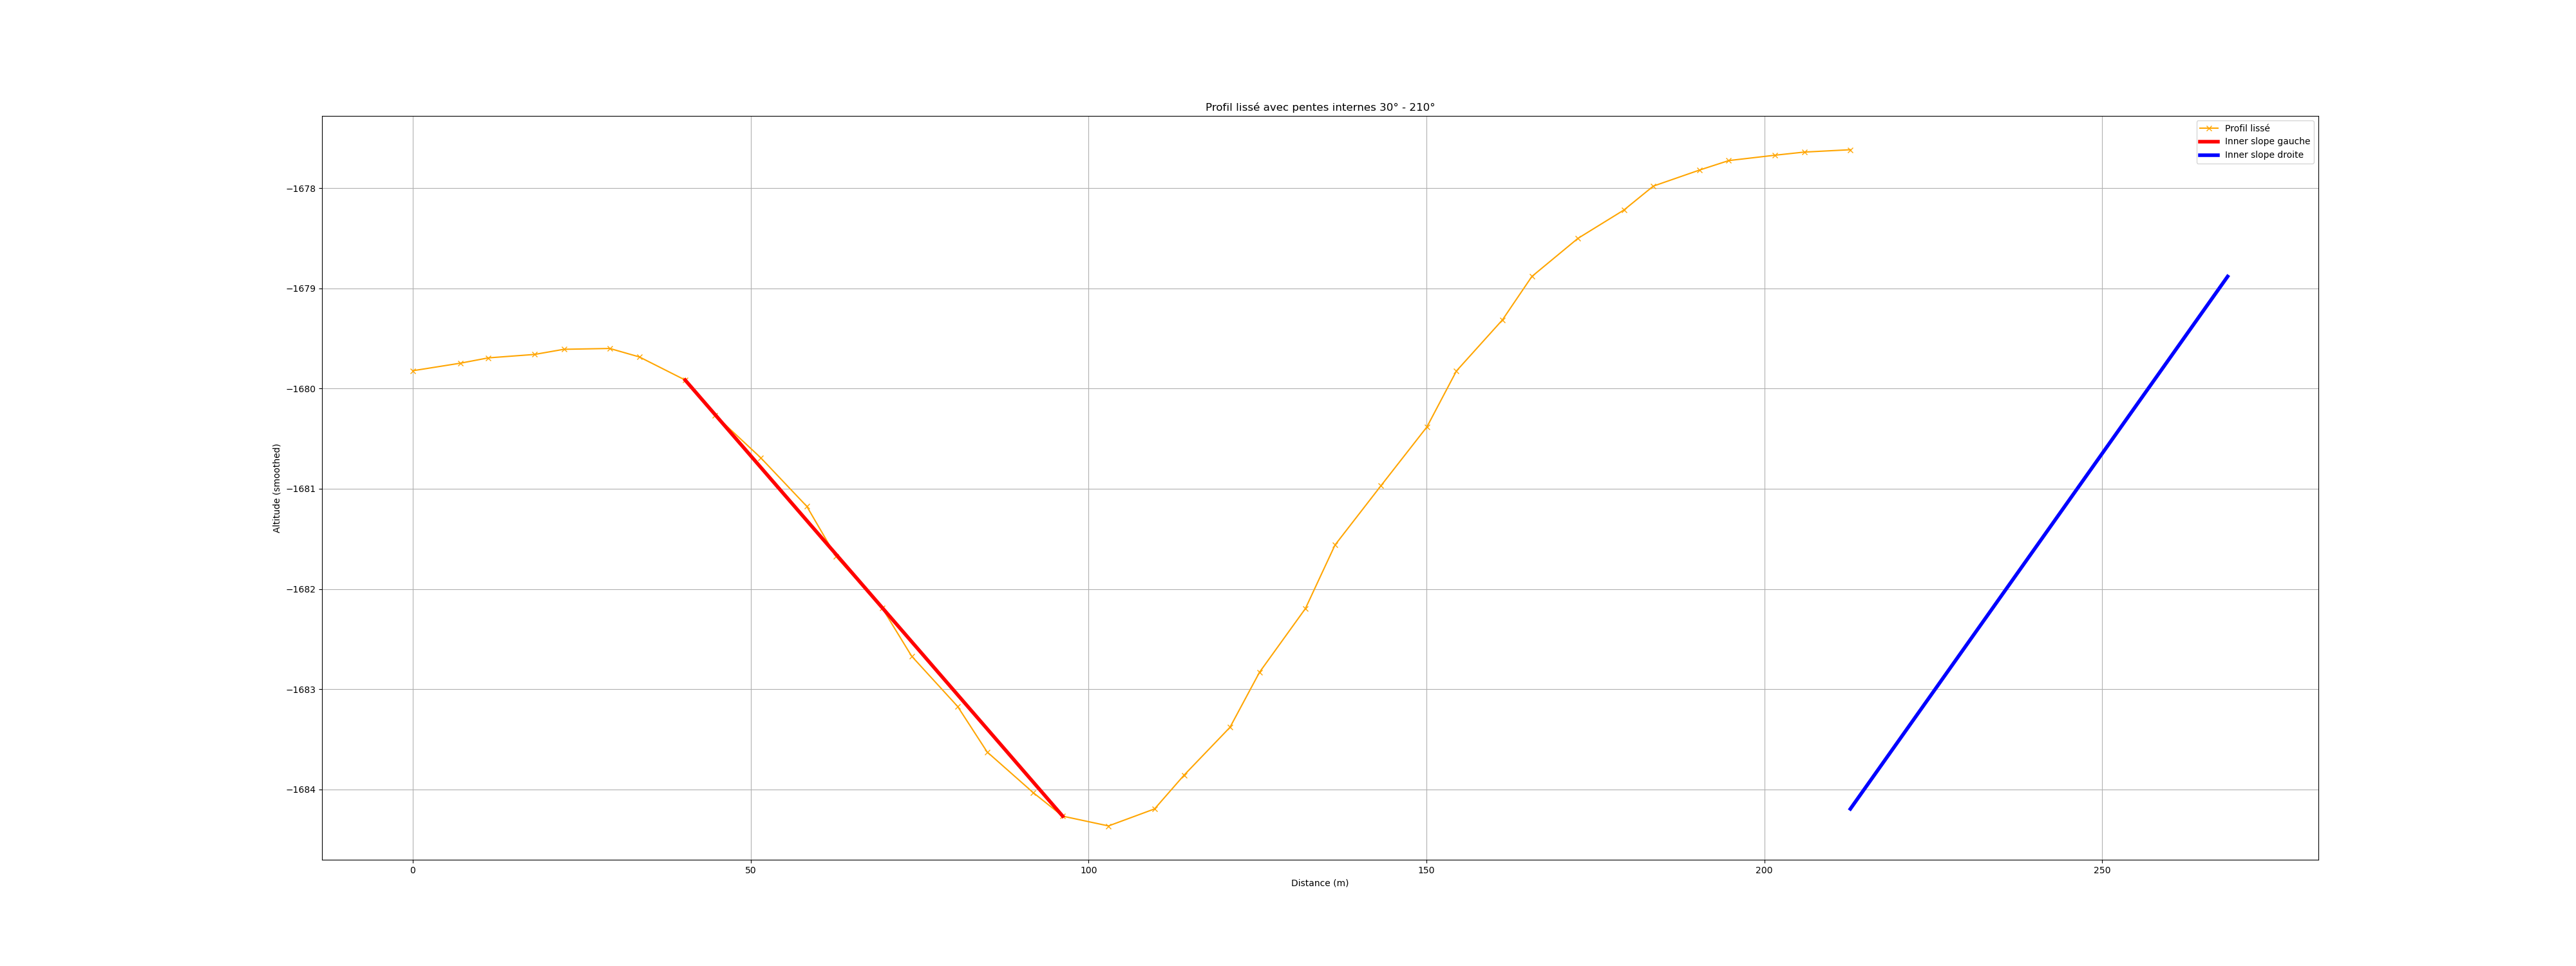 Profil lissé avec pentes internes 30° - 210°
Profil lissé
Inner slope gauche
Inner slope droite
Altitude (smoothed)
−1678
−1679
−1680
−1681
−1682
−1683
−1684
0
50
100
150
200
250
Distance (m)